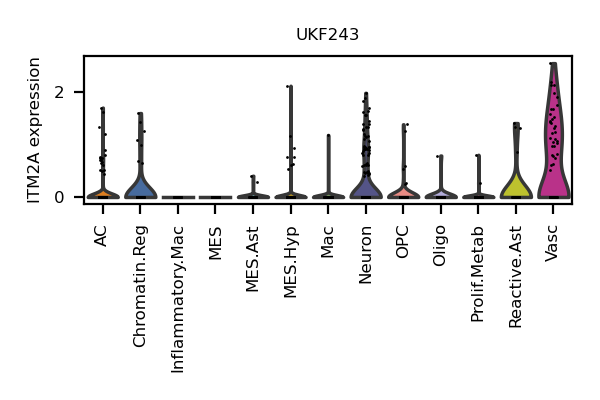 UKF243
ITM2A expression
2
0
AC
Chromatin.Reg
Inflammatory.Mac
MES
MES.Ast
MES.Hyp
Mac
Neuron
OPC
Oligo
Prolif.Metab
Reactive.Ast
Vasc